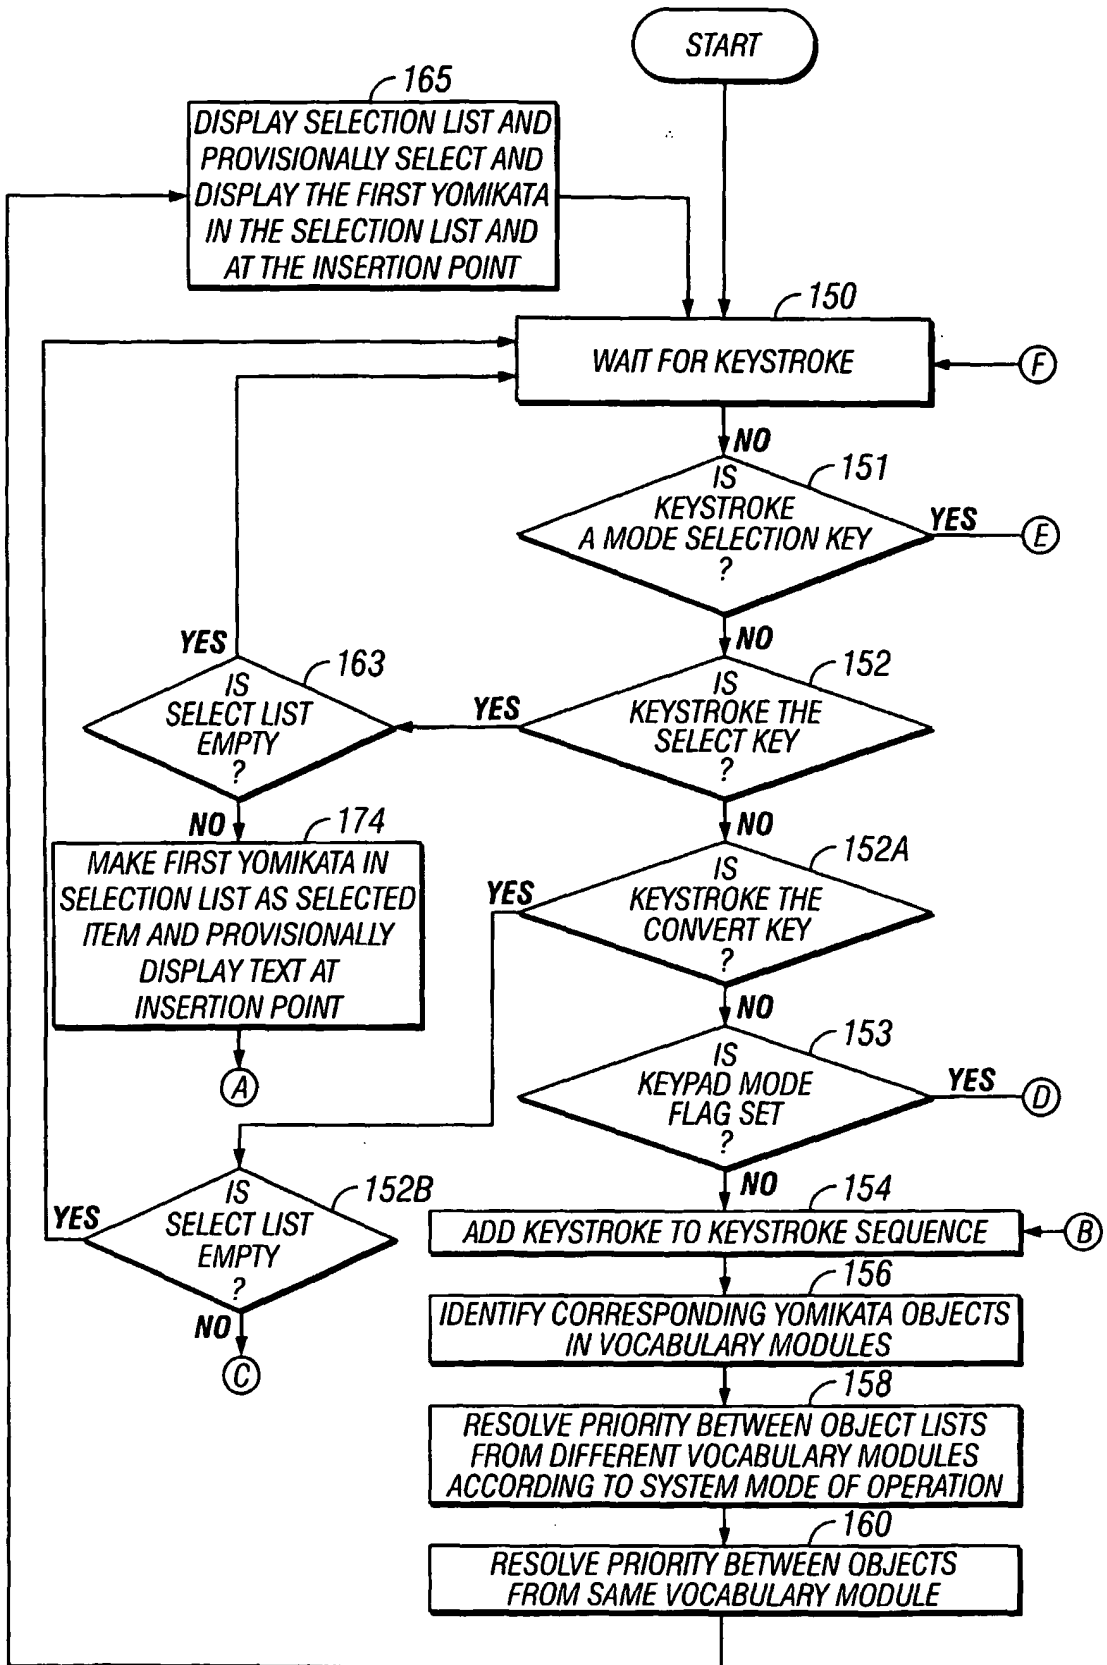 START
165
DISPLAY SELECTION LIST AND
PROVISIONALLY SELECT AND
DISPLAY THE FIRST YOMIKATA
IN THE SELECTION LIST AND
AT THE INSERTION POINT
150
WAIT FOR KEYSTROKE
F
NO
151
IS
KEYSTROKE
A MODE SELECTION KEY
?
YES
E
NO
152
IS
KEYSTROKE THE
SELECT KEY
?
YES
YES
163
IS
SELECT LIST
EMPTY
?
NO
174
MAKE FIRST YOMIKATA IN
SELECTION LIST AS SELECTED
ITEM AND PROVISIONALLY
DISPLAY TEXT AT
INSERTION POINT
A
NO
152A
IS
KEYSTROKE THE
CONVERT KEY
?
YES
NO
153
IS
KEYPAD MODE
FLAG SET
?
YES
D
152B
IS
SELECT LIST
EMPTY
?
YES
NO
C
NO
154
ADD KEYSTROKE TO KEYSTROKE SEQUENCE
B
156
IDENTIFY CORRESPONDING YOMIKATA OBJECTS
IN VOCABULARY MODULES
158
RESOLVE PRIORITY BETWEEN OBJECT LISTS
FROM DIFFERENT VOCABULARY MODULES
ACCORDING TO SYSTEM MODE OF OPERATION
160
RESOLVE PRIORITY BETWEEN OBJECTS
FROM SAME VOCABULARY MODULE